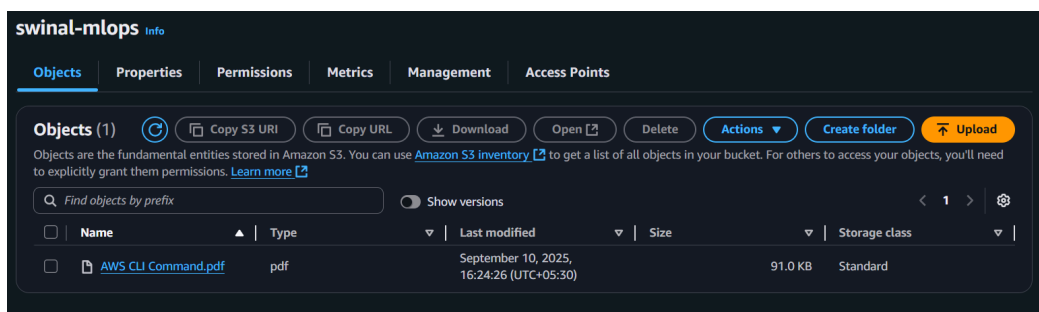 swinal-mlops Info
Objects Properties Permissions Metrics Management Access Points
Objects (1) Copy S3 URI Copy URL Download Open Delete Actions Create folder Upload
Objects are the fundamental entities stored in Amazon S3. You can use Amazon S3 inventory to get a list of all objects in your bucket. For others to access your objects, you'll need
to explicitly grant them permissions. Learn more
Find objects by prefix Show versions 1
Name Type Last modified Size Storage class
AWS CLI Command.pdf pdf September 10, 2025, 91.0 KB Standard
16:24:26 (UTC+05:30)